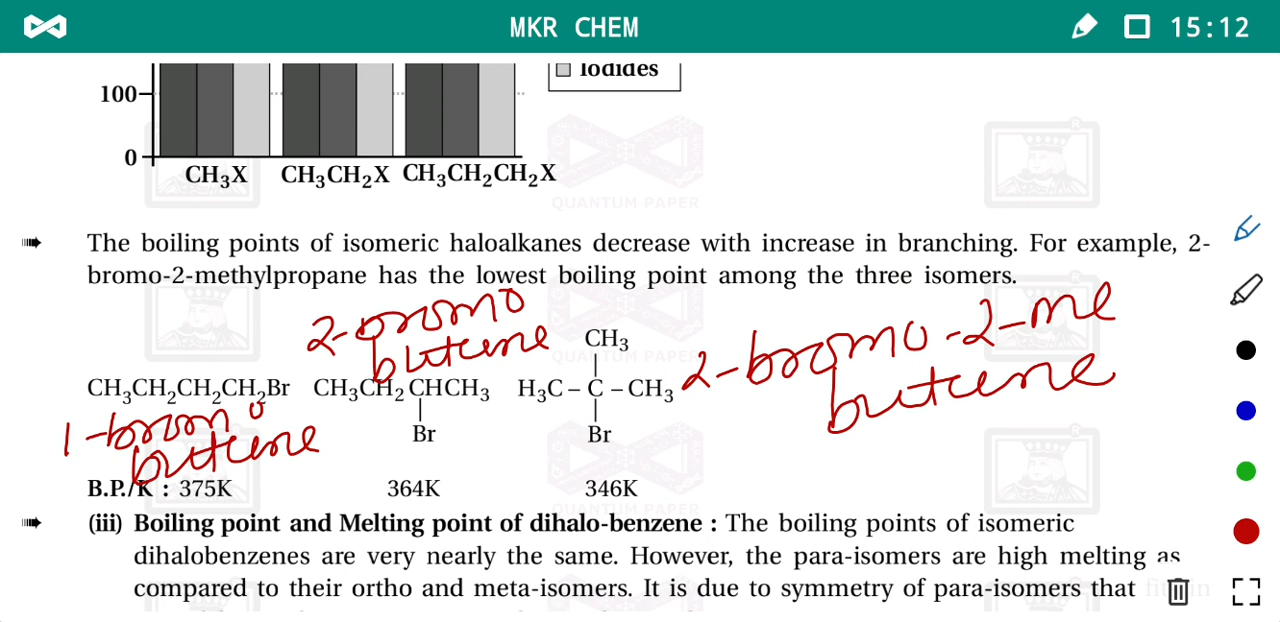 MKR CHEM
15:12
Iodides
100
0
CH₃X CH₃CH₂X CH₃CH₂CH₂X
QUANTUM PAPER
The boiling points of isomeric haloalkanes decrease with increase in branching. For example, 2-
bromo-2-methylpropane has the lowest boiling point among the three isomers.
2-bromo
butane
2-bromo-2-me
butane
CH₃
CH₃CH₂CH₂CH₂Br CH₃CH₂CHCH₃ H₃C – C – CH₃
Br Br
1-bromo
butane
B.P./K : 375K 364K 346K
(iii) Boiling point and Melting point of dihalo-benzene : The boiling points of isomeric
dihalobenzenes are very nearly the same. However, the para-isomers are high melting as
compared to their ortho and meta-isomers. It is due to symmetry of para-isomers that